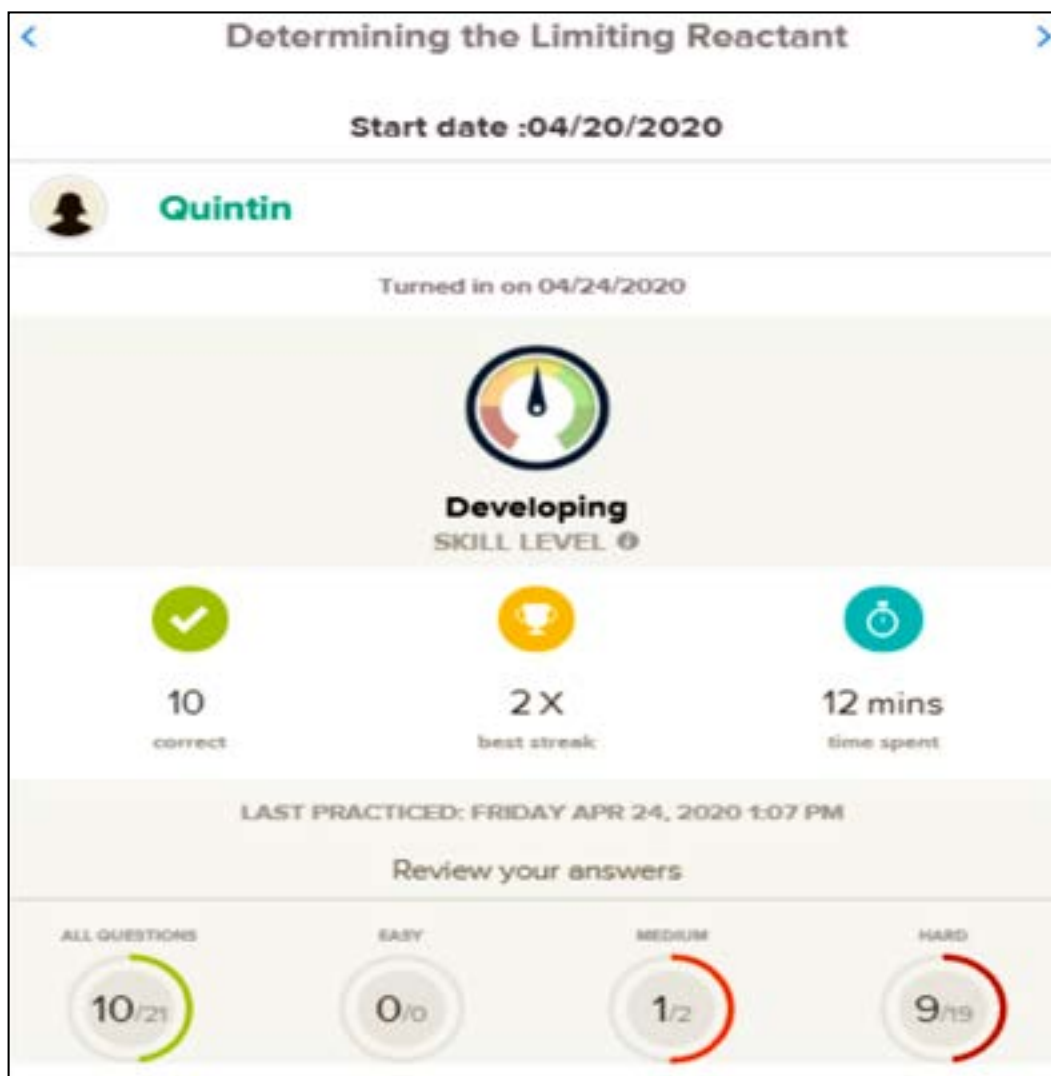 Determining the Limiting Reactant
Start date :04/20/2020
Quintin
Turned in on 04/24/2020
Developing
SKILL LEVEL
10 2 X 12 mins
correct best streak time spent
LAST PRACTICED: FRIDAY APR 24, 2020 1:07 PM
Review your answers
ALL QUESTIONS EASY MEDIUM HARD
10/21 0/0 1/2 9/19